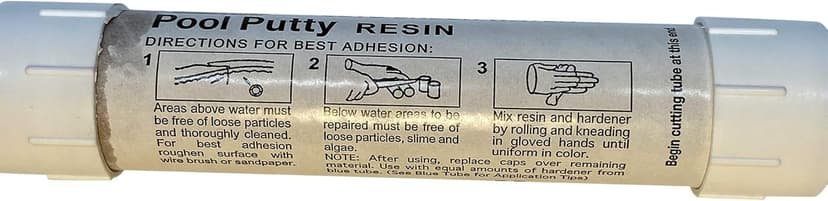 Pool Putty RESIN
DIRECTIONS FOR BEST ADHESION:
1
Areas above water must
be free of loose particles
and thoroughly cleaned.
For best adhesion
roughen surface with
wire brush or sandpaper.
2
Below water areas to be
repaired must be free of
loose particles, slime and
algae.
3
Mix resin and hardener
by rolling and kneading
in gloved hands until
uniform in color.
NOTE: After using, replace caps over remaining
material. Use with equal amounts of hardener from
blue tube. (See Blue Tube for Application Tips)
Begin cutting tube at this end